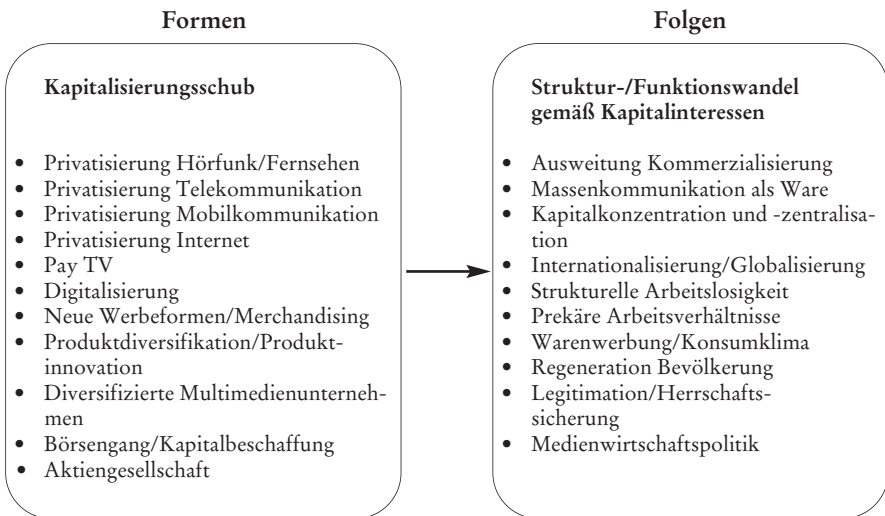 Formen
Kapitalisierungsschub
• Privatisierung Hörfunk/Fernsehen
• Privatisierung Telekommunikation
• Privatisierung Mobilkommunikation
• Privatisierung Internet
• Pay TV
• Digitalisierung
• Neue Werbeformen/Merchandising
• Produktdiversifikation/Produkt-
innovation
• Diversifizierte Multimedienunterneh-
men
• Börsengang/Kapitalbeschaffung
• Aktiengesellschaft
Folgen
Struktur-/Funktionswandel
gemäß Kapitalinteressen
• Ausweitung Kommerzialisierung
• Massenkommunikation als Ware
• Kapitalkonzentration und -zentralisa-
tion
• Internationalisierung/Globalisierung
• Strukturelle Arbeitslosigkeit
• Prekäre Arbeitsverhältnisse
• Warenwerbung/Konsumklima
• Regeneration Bevölkerung
• Legitimation/Herrschafts-
sicherung
• Medienwirtschaftspolitik